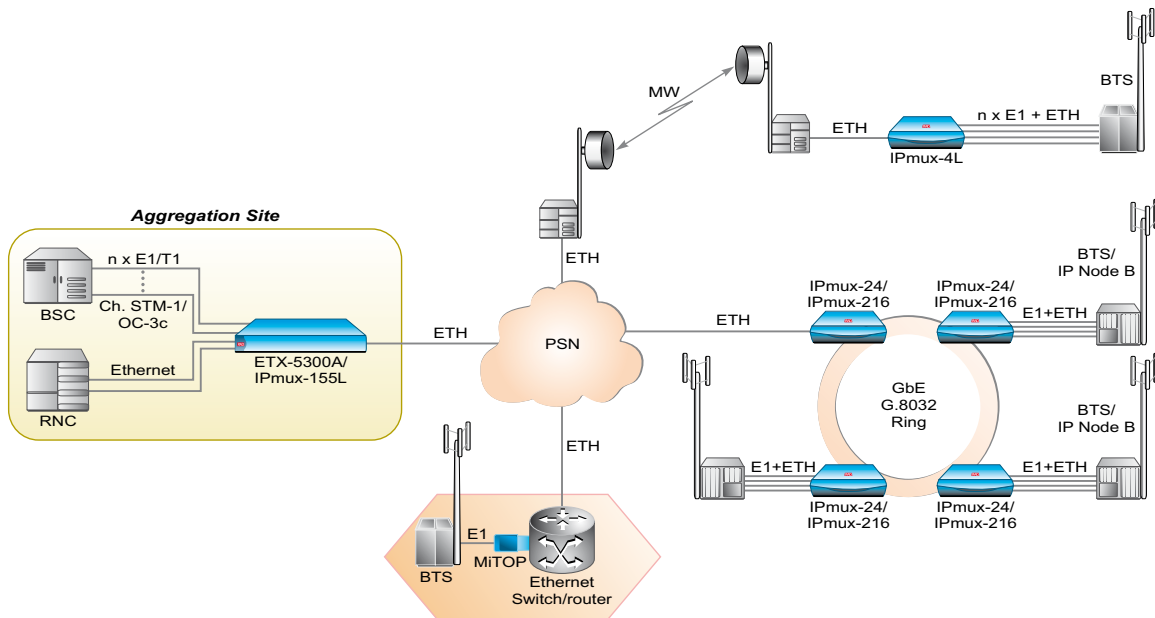 MW
BTS
ETH
n x E1 + ETH
IPmux-4L
Aggregation Site
n x E1/T1
Ch. STM-1/
OC-3c
BSC
Ethernet
RNC
ETX-5300A/
IPmux-155L
ETH
ETH
PSN
ETH
ETH
IPmux-24/
IPmux-216
IPmux-24/
IPmux-216
E1+ETH
BTS/
IP Node B
GbE
G.8032
Ring
BTS/
IP Node B
E1+ETH
E1+ETH
IPmux-24/
IPmux-216
IPmux-24/
IPmux-216
BTS
E1
MiTOP
Ethernet
Switch/router